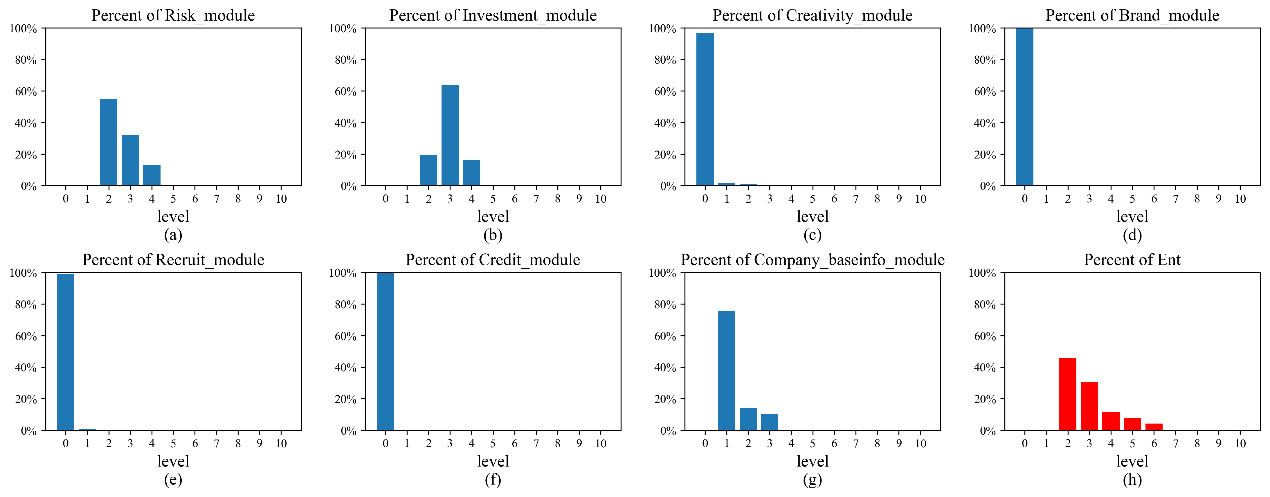 Percent of Risk_module
100%
80%
60%
40%
20%
0%
0 1 2 3 4 5 6 7 8 9 10
level
(a)
Percent of Investment_module
100%
80%
60%
40%
20%
0%
0 1 2 3 4 5 6 7 8 9 10
level
(b)
Percent of Creativity_module
100%
80%
60%
40%
20%
0%
0 1 2 3 4 5 6 7 8 9 10
level
(c)
Percent of Brand_module
100%
80%
60%
40%
20%
0%
0 1 2 3 4 5 6 7 8 9 10
level
(d)
Percent of Recruit_module
100%
80%
60%
40%
20%
0%
0 1 2 3 4 5 6 7 8 9 10
level
(e)
Percent of Credit_module
100%
80%
60%
40%
20%
0%
0 1 2 3 4 5 6 7 8 9 10
level
(f)
Percent of Company_baseinfo_module
100%
80%
60%
40%
20%
0%
0 1 2 3 4 5 6 7 8 9 10
level
(g)
Percent of Ent
100%
80%
60%
40%
20%
0%
0 1 2 3 4 5 6 7 8 9 10
level
(h)